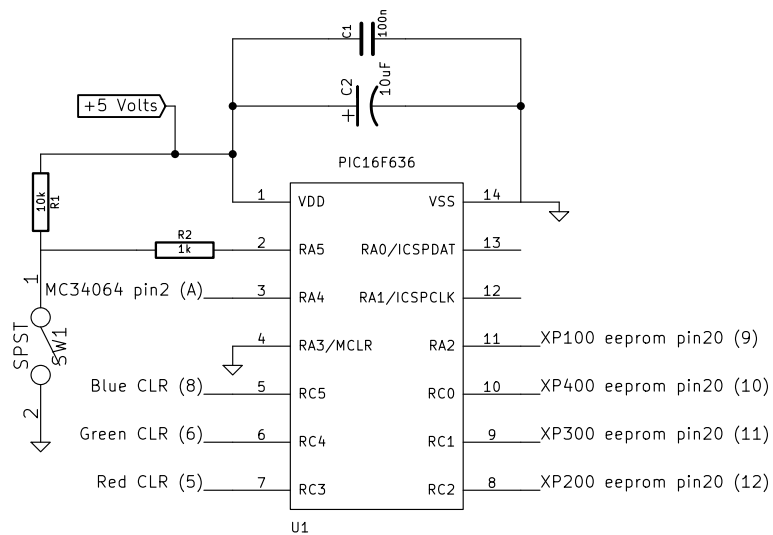 C1
100n
C2
10uF
+
+5 Volts
PIC16F636
10k
R1
1 VDD
VSS 14
R2
1k
2 RA5
RA0/ICSPDAT 13
1
MC34064 pin2 (A)
3 RA4
RA1/ICSPCLK 12
SPST
SW1
4 RA3/MCLR
RA2 11 XP100 eeprom pin20 (9)
2
Blue CLR (8) 5 RC5
RC0 10 XP400 eeprom pin20 (10)
Green CLR (6) 6 RC4
RC1 9 XP300 eeprom pin20 (11)
Red CLR (5) 7 RC3
RC2 8 XP200 eeprom pin20 (12)
U1